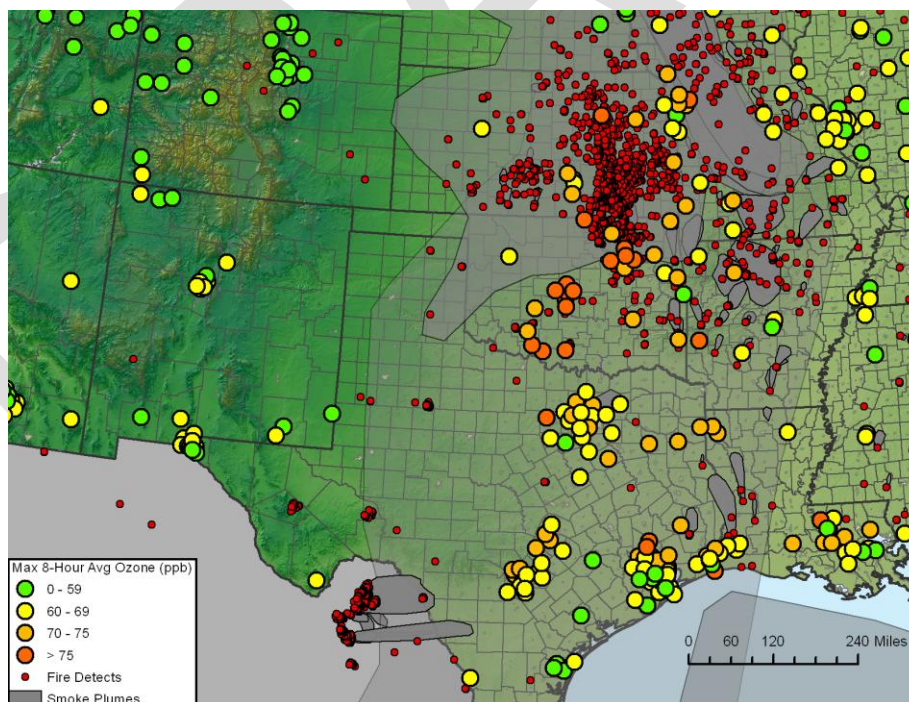 Max 8-Hour Avg Ozone (ppb)
0 - 59
60 - 69
70 - 75
> 75
Fire Detects
Smoke Plumes
0 60 120 240 Miles